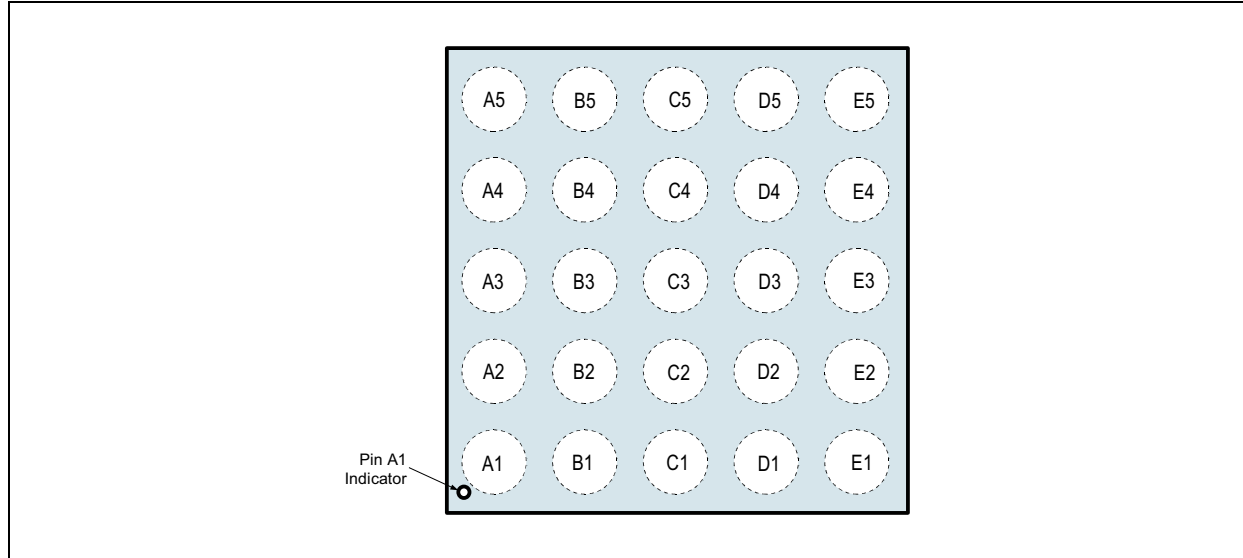 A5 B5 C5 D5 E5
A4 B4 C4 D4 E4
A3 B3 C3 D3 E3
A2 B2 C2 D2 E2
A1 B1 C1 D1 E1
Pin A1
Indicator